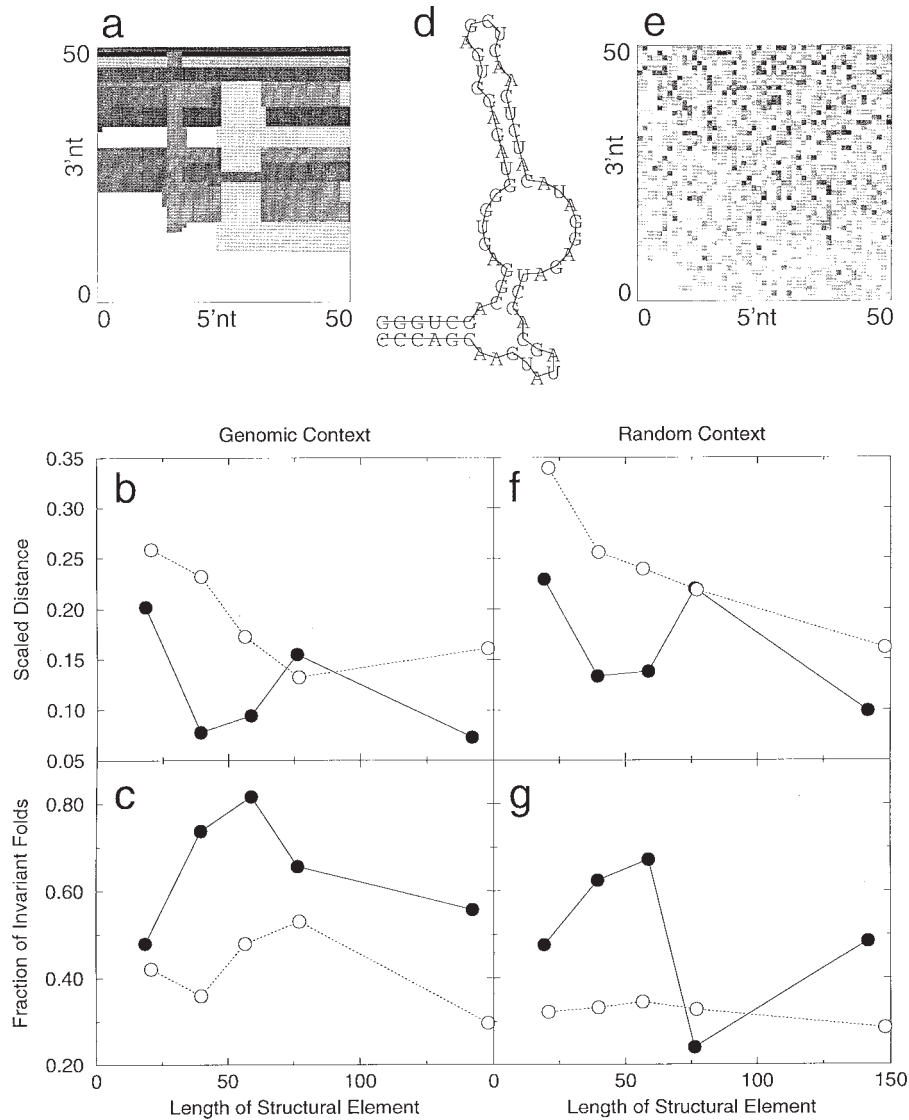 a
50
3'nt
0
0
5'nt
50
d
GGGUCG
CCCAGC
e
50
3'nt
0
0
5'nt
50
Genomic Context
Random Context
b
f
0.35
0.30
0.25
0.20
0.15
0.10
0.05
Scaled Distance
c
g
0.80
0.60
0.40
0.20
Fraction of Invariant Folds
0
50
100
0
50
100
150
Length of Structural Element
Length of Structural Element